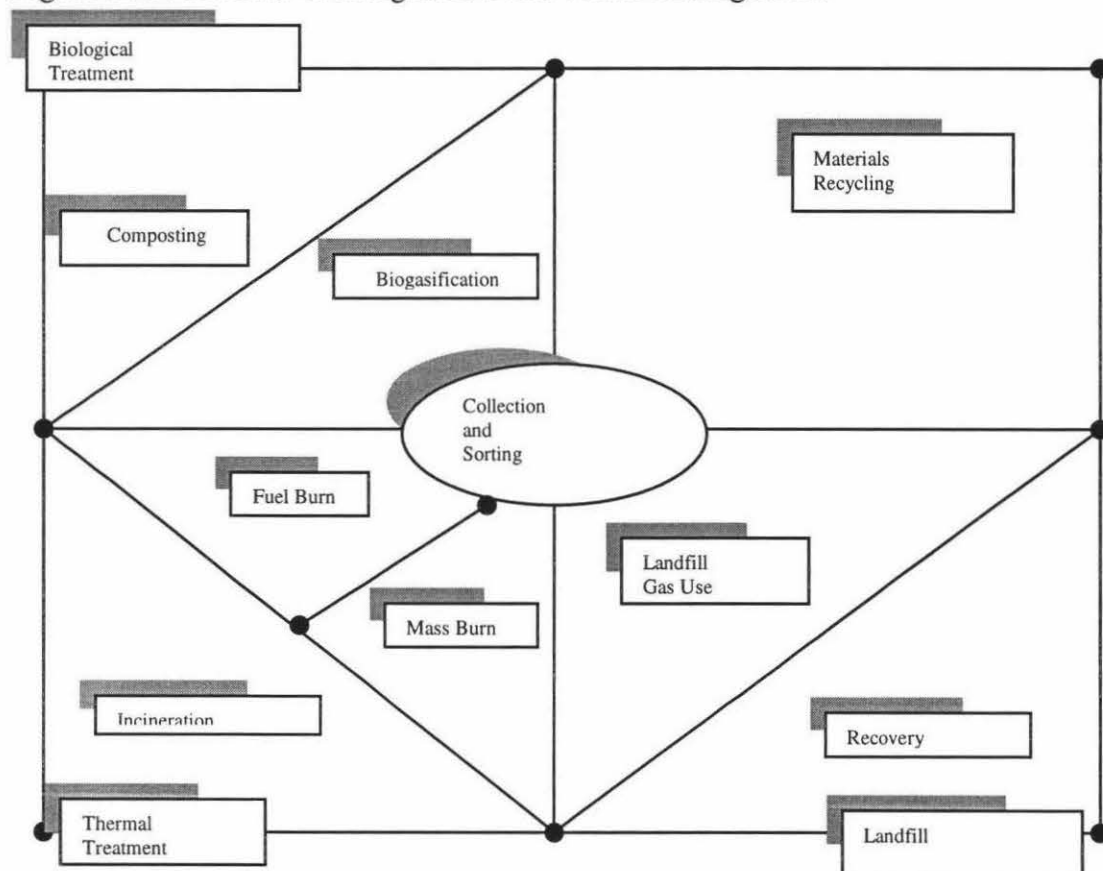 Biological
Treatment
Materials
Recycling
Composting
Biogasification
Collection
and
Sorting
Fuel Burn
Landfill
Gas Use
Mass Burn
Incineration
Recovery
Thermal
Treatment
Landfill